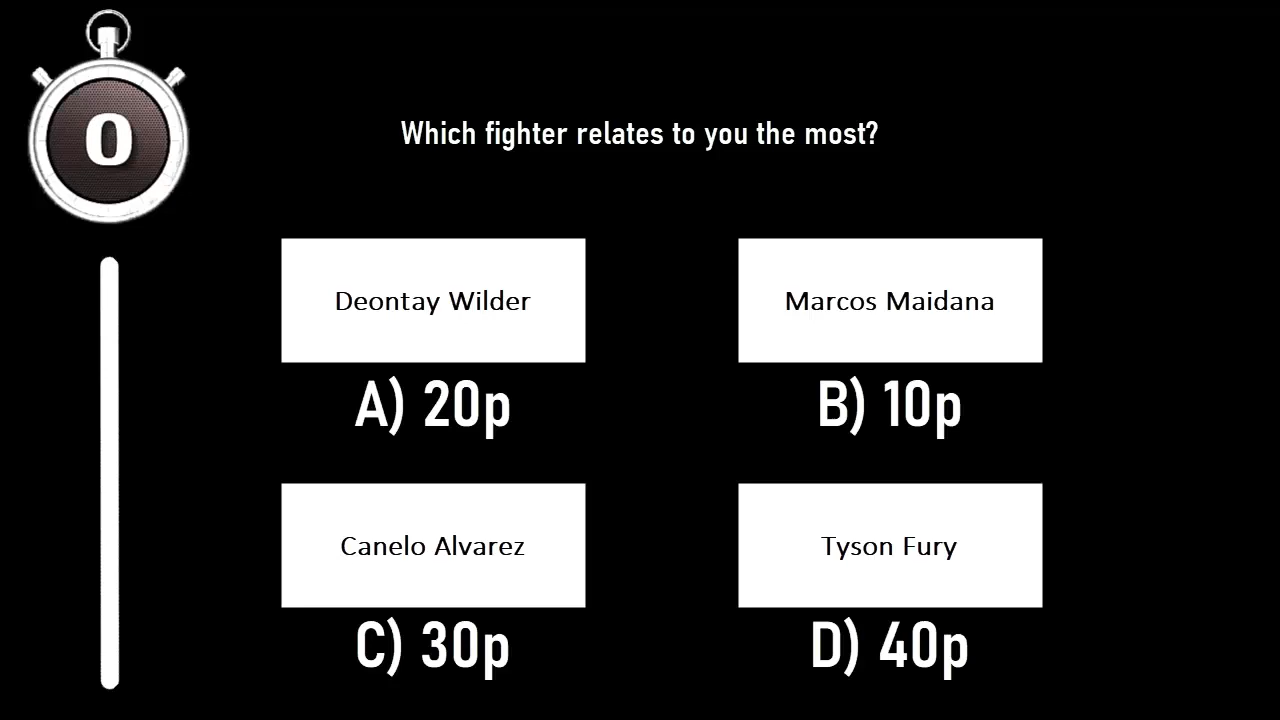 0
Which fighter relates to you the most?
Deontay Wilder
Marcos Maidana
A) 20p
B) 10p
Canelo Alvarez
Tyson Fury
C) 30p
D) 40p